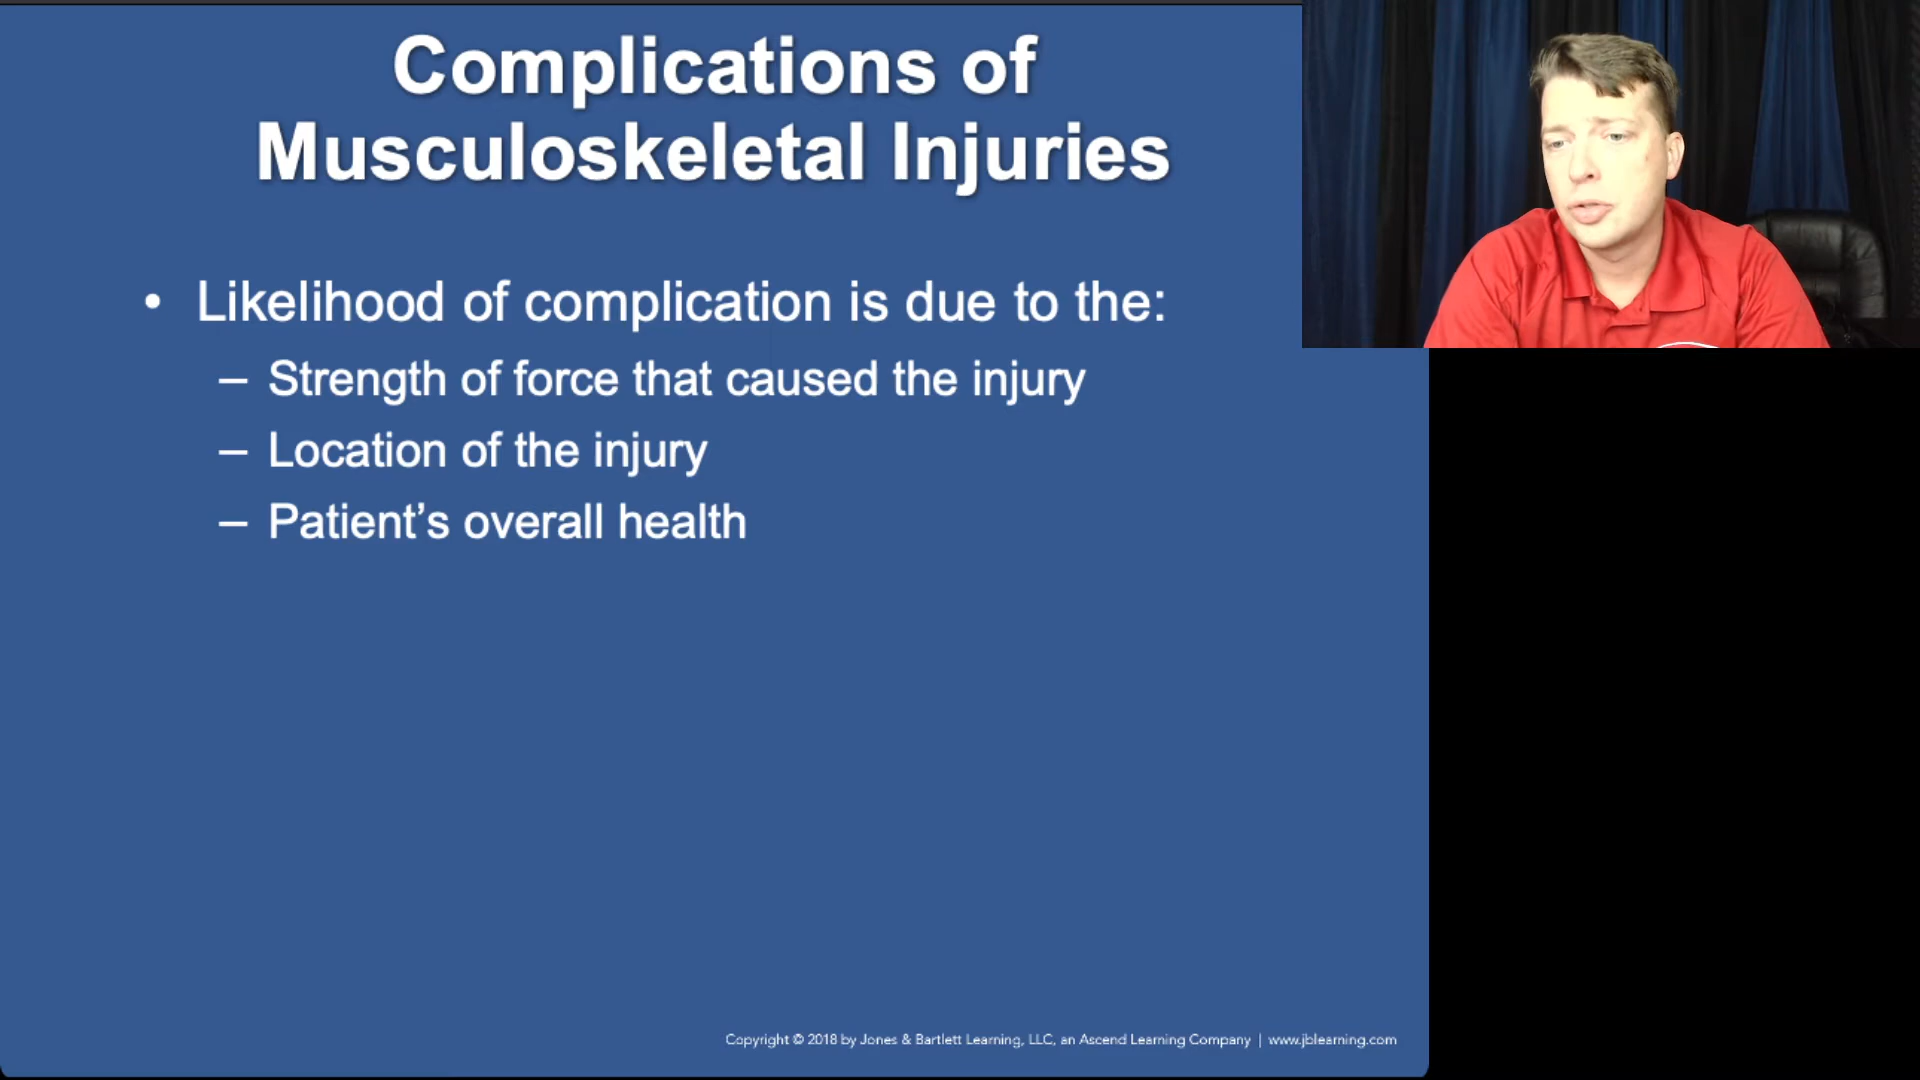 Complications of
Musculoskeletal Injuries
• Likelihood of complication is due to the:
– Strength of force that caused the injury
– Location of the injury
– Patient’s overall health
Copyright © 2018 by Jones & Bartlett Learning, LLC, an Ascend Learning Company | www.jblearning.com